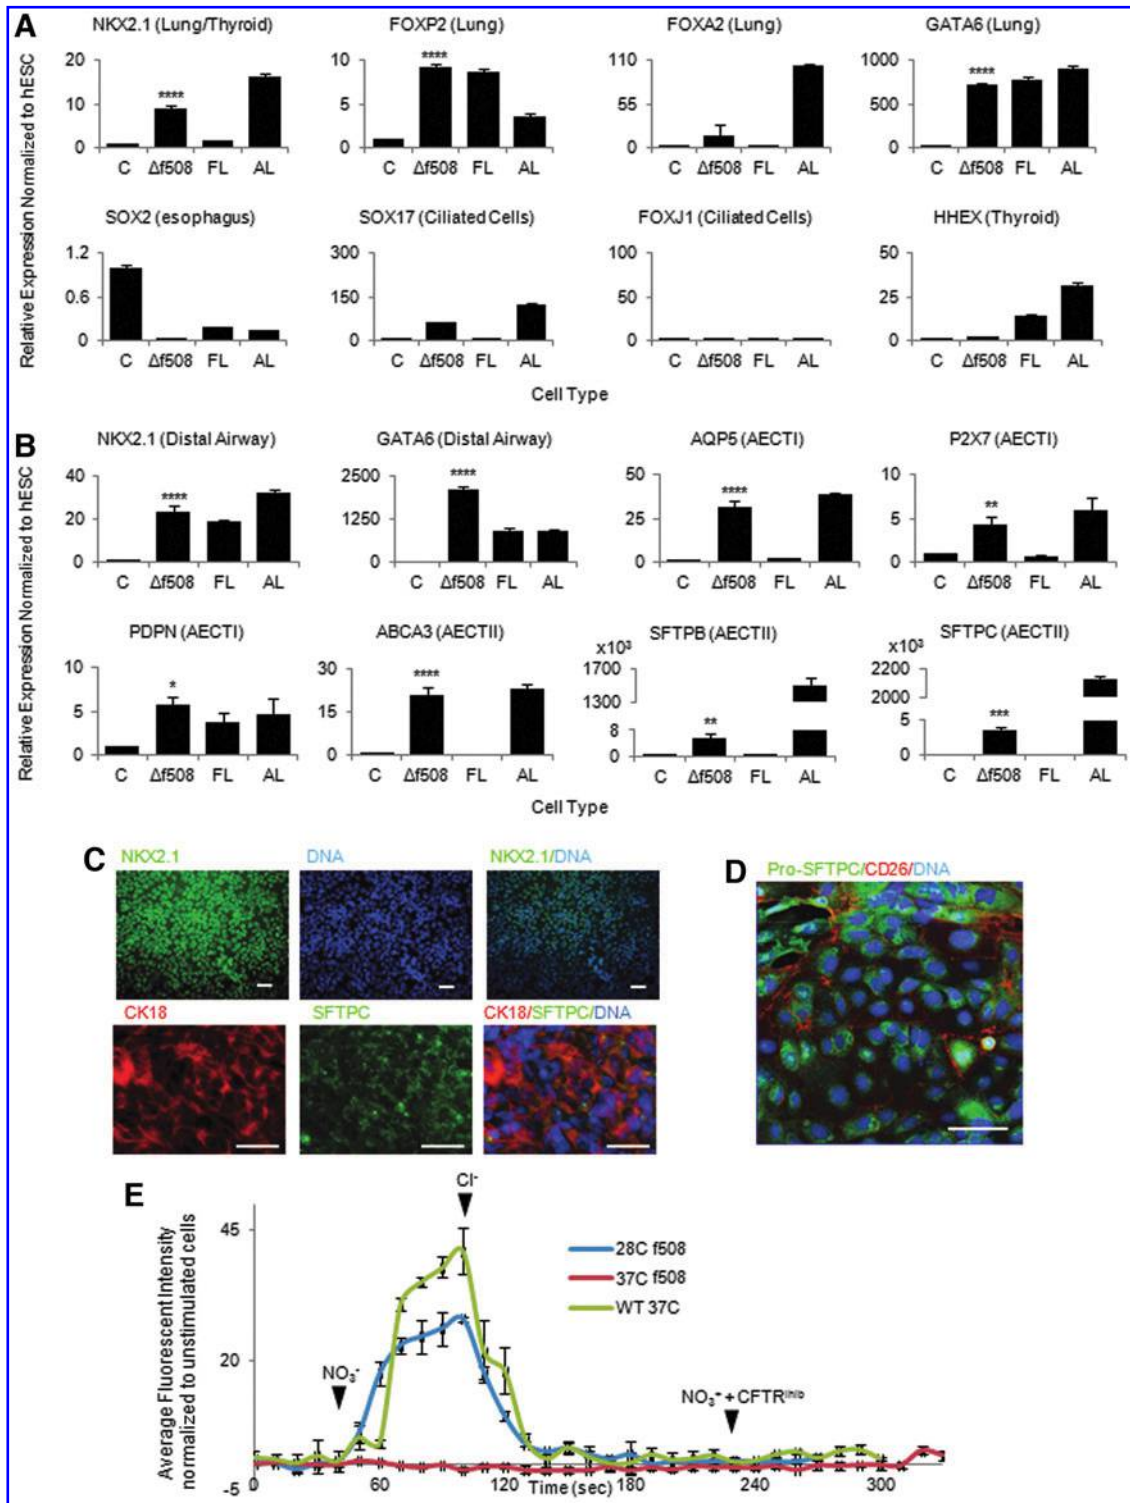 A
Relative Expression Normalized to hESC
NKX2.1 (Lung/Thyroid)
20
10
0
****
C Δf508 FL AL
FOXP2 (Lung)
10
5
0
****
C Δf508 FL AL
FOXA2 (Lung)
110
55
0
C Δf508 FL AL
GATA6 (Lung)
1000
500
0
****
C Δf508 FL AL
SOX2 (esophagus)
1.2
0.6
0
C Δf508 FL AL
SOX17 (Ciliated Cells)
300
150
0
C Δf508 FL AL
FOXJ1 (Ciliated Cells)
100
50
0
C Δf508 FL AL
HHEX (Thyroid)
50
25
0
C Δf508 FL AL
Cell Type
B
Relative Expression Normalized to hESC
NKX2.1 (Distal Airway)
40
20
0
****
C Δf508 FL AL
GATA6 (Distal Airway)
2500
1250
0
****
C Δf508 FL AL
AQP5 (AECTI)
50
25
0
****
C Δf508 FL AL
P2X7 (AECTI)
10
5
0
**
C Δf508 FL AL
PDPN (AECTI)
10
5
0
*
C Δf508 FL AL
ABCA3 (AECTII)
30
15
0
****
C Δf508 FL AL
SFTPB (AECTII)
x10³
1700
1300
8
0
**
C Δf508 FL AL
SFTPC (AECTII)
x10³
2200
2000
5
0
***
C Δf508 FL AL
Cell Type
C
NKX2.1
DNA
NKX2.1/DNA
CK18
SFTPC
CK18/SFTPC/DNA
D
Pro-SFTPC/CD26/DNA
E
Average Fluorescent Intensity
normalized to unstimulated cells
45
20
-5
NO₃⁻
Cl⁻
28C f508
37C f508
WT 37C
NO₃⁻ + CFTRⁱⁿʰⁱᵇ
0 60 120 180 240 300
Time (sec)